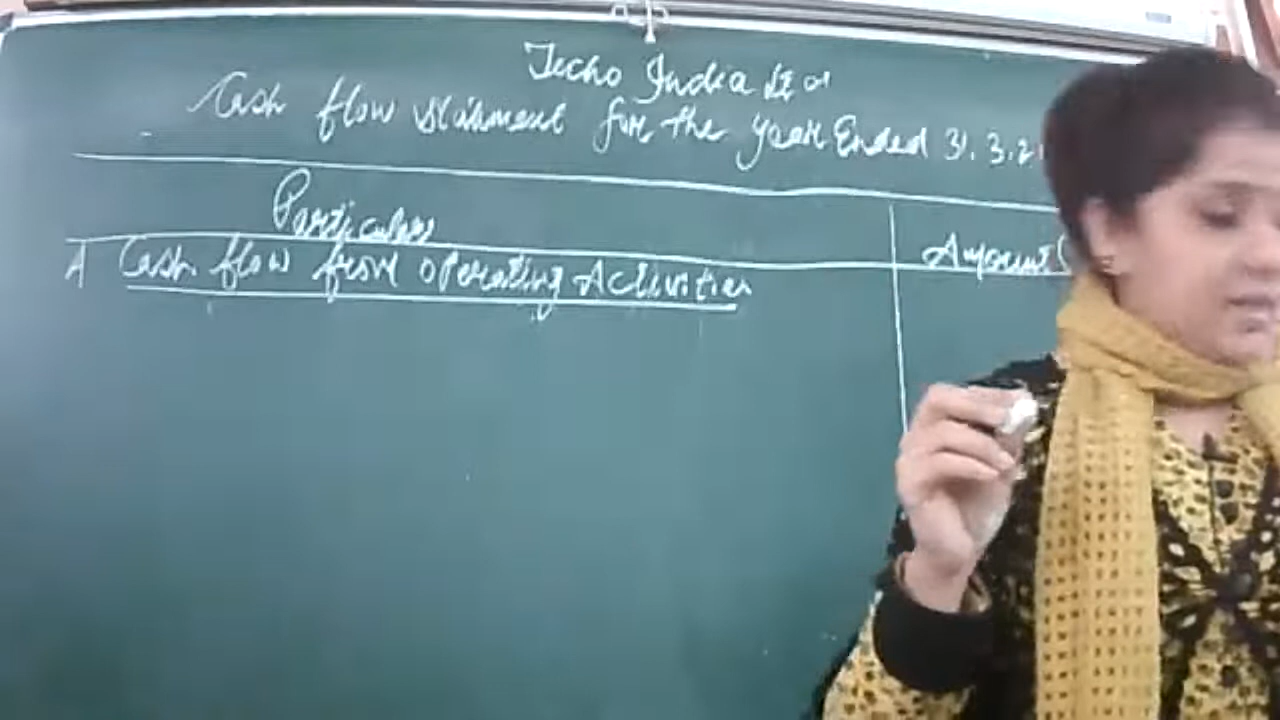 Techo India Ltd
Cash flow statement for the year Ended 31.3.2
Particulars
Amount (
A Cash flow from operating Activities